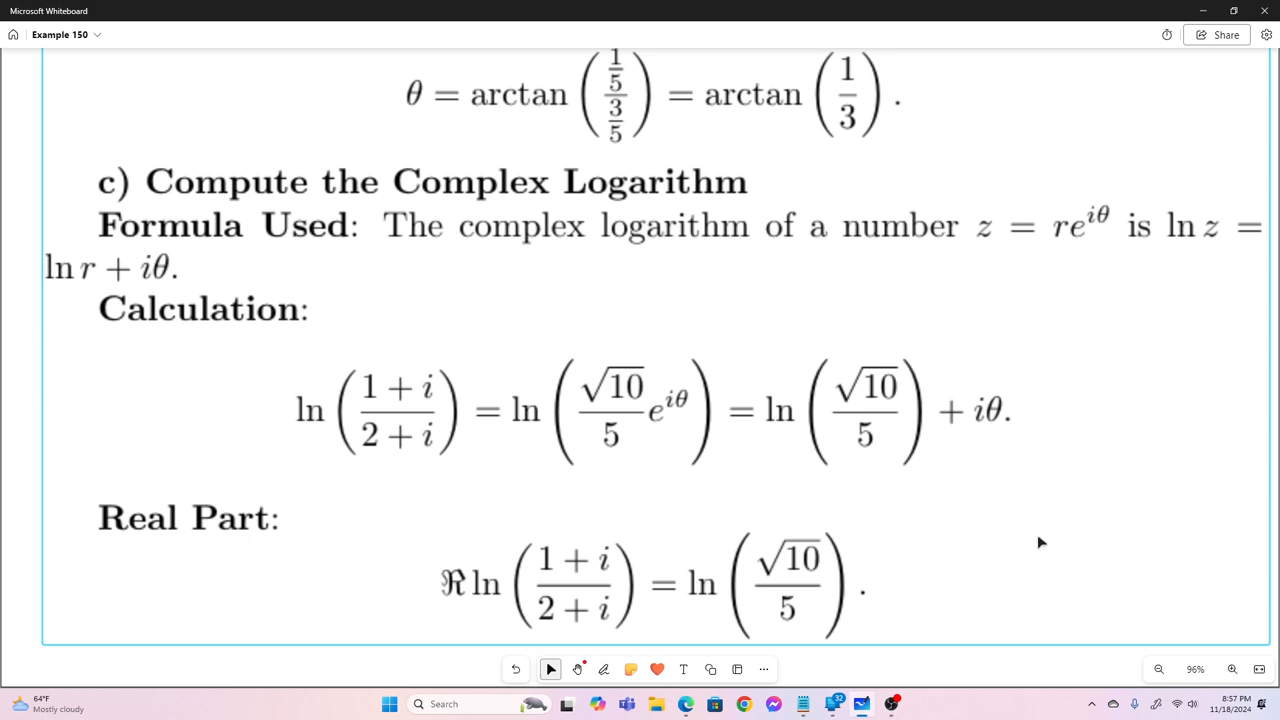 Microsoft Whiteboard
Example 150
Share
θ = arctan ( (1/5) / (3/5) ) = arctan ( 1/3 ) .
c) Compute the Complex Logarithm
Formula Used: The complex logarithm of a number z = re^{iθ} is ln z =
ln r + iθ.
Calculation:
ln ( (1 + i)/(2 + i) ) = ln ( (√10/5) e^{iθ} ) = ln ( √10/5 ) + iθ.
Real Part:
ℜ ln ( (1 + i)/(2 + i) ) = ln ( √10/5 ) .
T
96%
64°F
Mostly cloudy
Search
32
8:57 PM
11/18/2024